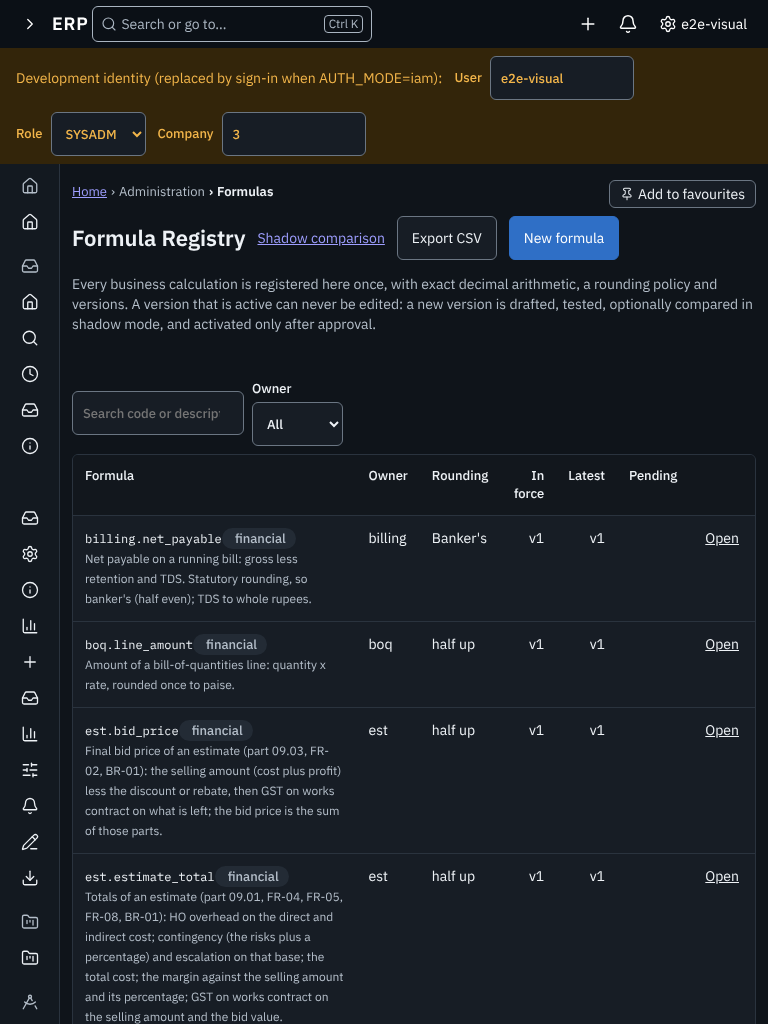 ERP Search or go to... Ctrl K e2e-visual
Development identity (replaced by sign-in when AUTH_MODE=iam): User e2e-visual
Role SYSADM Company 3
Home › Administration › Formulas
Add to favourites
Formula Registry Shadow comparison Export CSV New formula
Every business calculation is registered here once, with exact decimal arithmetic, a rounding policy and
versions. A version that is active can never be edited: a new version is drafted, tested, optionally compared in
shadow mode, and activated only after approval.
Owner
Search code or descrip
All
Formula Owner Rounding In force Latest Pending
billing.net_payable financial billing Banker's v1 v1 Open
Net payable on a running bill: gross less
retention and TDS. Statutory rounding, so
banker's (half even); TDS to whole rupees.
boq.line_amount financial boq half up v1 v1 Open
Amount of a bill-of-quantities line: quantity x
rate, rounded once to paise.
est.bid_price financial est half up v1 v1 Open
Final bid price of an estimate (part 09.03, FR-
02, BR-01): the selling amount (cost plus profit)
less the discount or rebate, then GST on works
contract on what is left; the bid price is the sum
of those parts.
est.estimate_total financial est half up v1 v1 Open
Totals of an estimate (part 09.01, FR-04, FR-05,
FR-08, BR-01): HO overhead on the direct and
indirect cost; contingency (the risks plus a
percentage) and escalation on that base; the
total cost; the margin against the selling amount
and its percentage; GST on works contract on
the selling amount and the bid value.